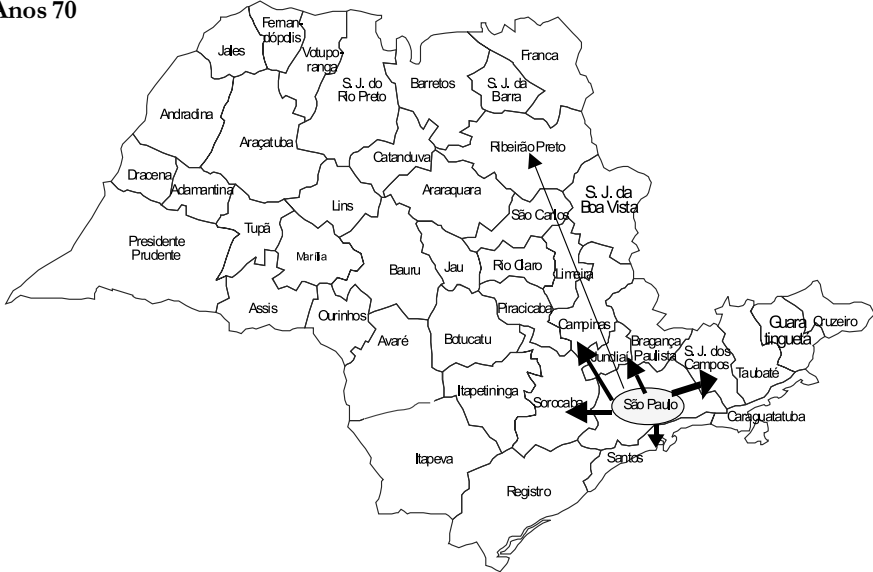 Anos 70
Fernan-
dópolis
Jales
Votupo-
ranga
Franca
S. J. do
Rio Preto
Barretos
S. J. da
Barra
Andradina
Araçatuba
Ribeirão Preto
Catanduva
Dracena
Adamantina
Araraquara
S. J. da
Boa Vista
Lins
São Carlos
Tupã
Presidente
Prudente
Marília
Bauru
Jau
Rio Claro
Limeira
Assis
Ourinhos
Piracicaba
Avaré
Botucatu
Campinas
Bragança
Paulista
Jundiaí
S. J. dos
Campos
Guara
tinguetá
Cruzeiro
Taubaté
Itapetininga
Sorocaba
São Paulo
Caraguatatuba
Itapeva
Santos
Registro